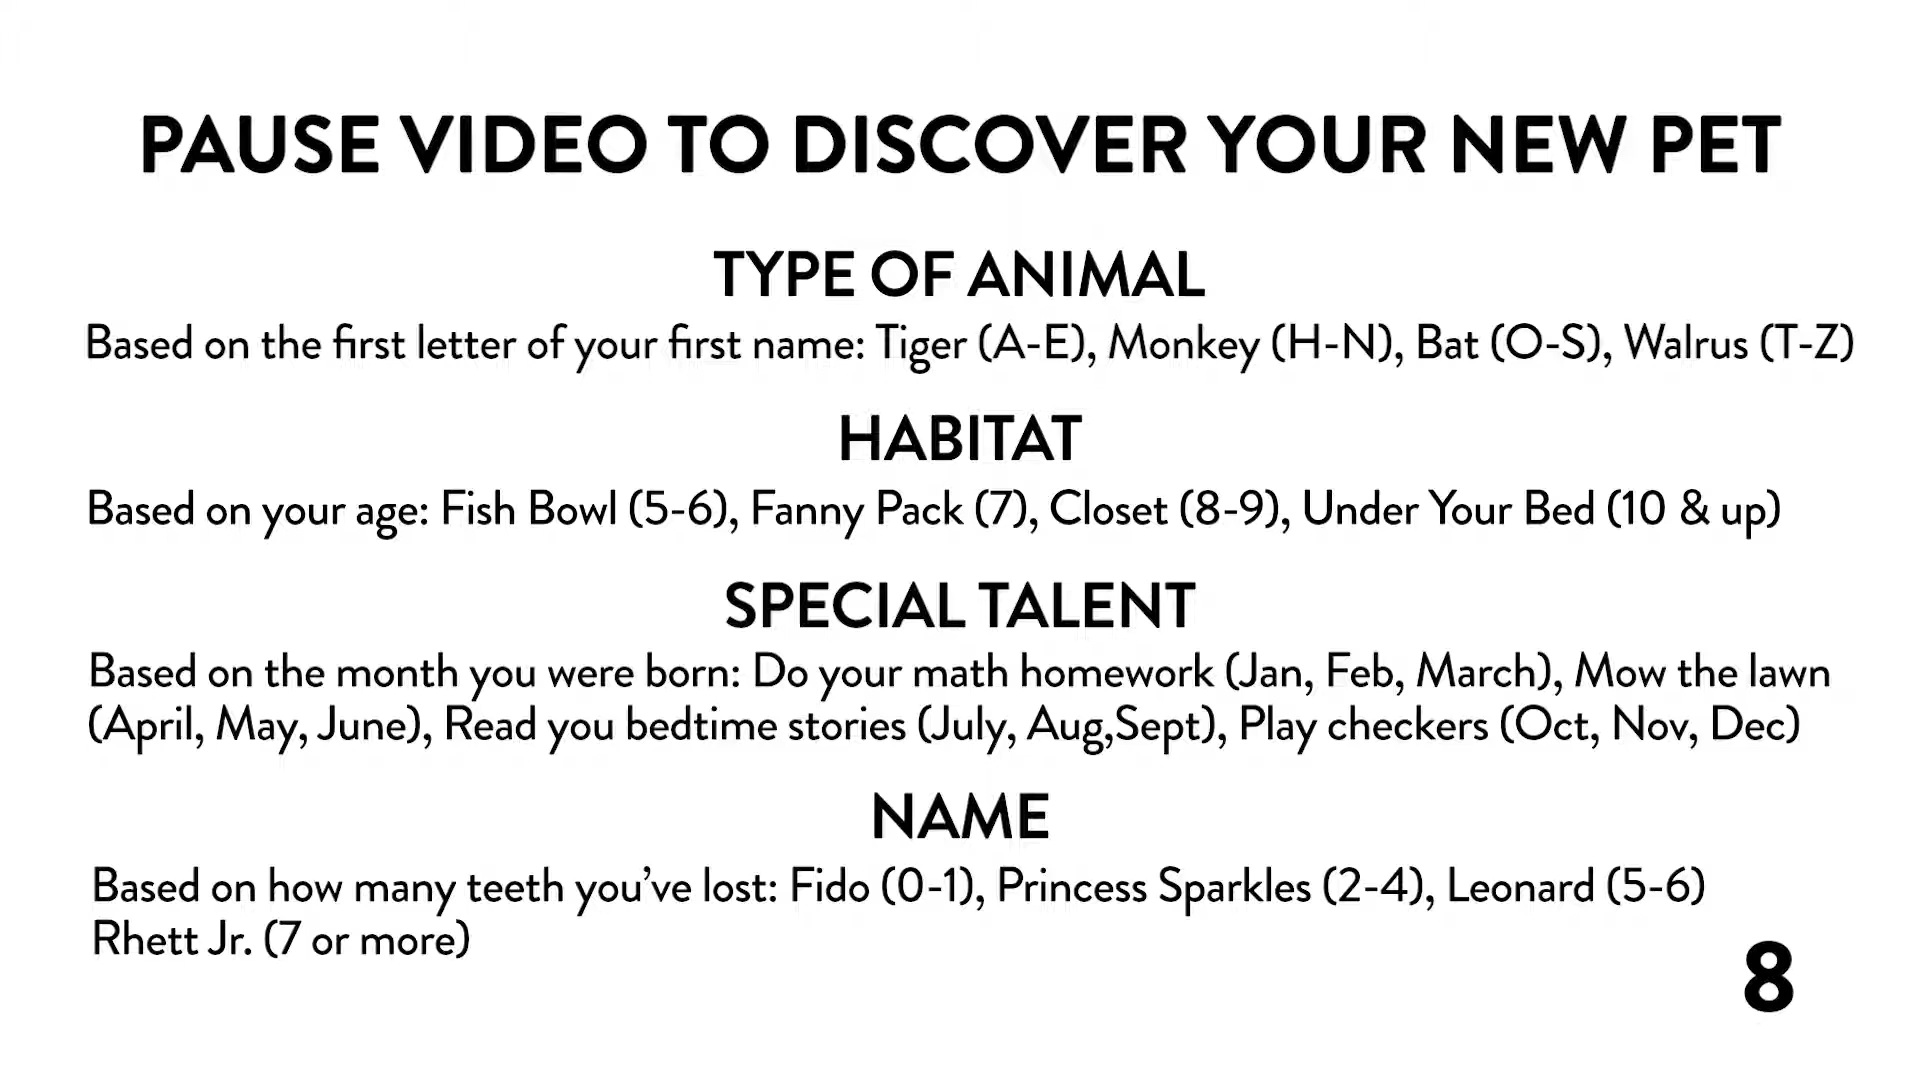 PAUSE VIDEO TO DISCOVER YOUR NEW PET
TYPE OF ANIMAL
Based on the first letter of your first name: Tiger (A-E), Monkey (H-N), Bat (O-S), Walrus (T-Z)
HABITAT
Based on your age: Fish Bowl (5-6), Fanny Pack (7), Closet (8-9), Under Your Bed (10 & up)
SPECIAL TALENT
Based on the month you were born: Do your math homework (Jan, Feb, March), Mow the lawn
(April, May, June), Read you bedtime stories (July, Aug,Sept), Play checkers (Oct, Nov, Dec)
NAME
Based on how many teeth you’ve lost: Fido (0-1), Princess Sparkles (2-4), Leonard (5-6)
Rhett Jr. (7 or more)
8